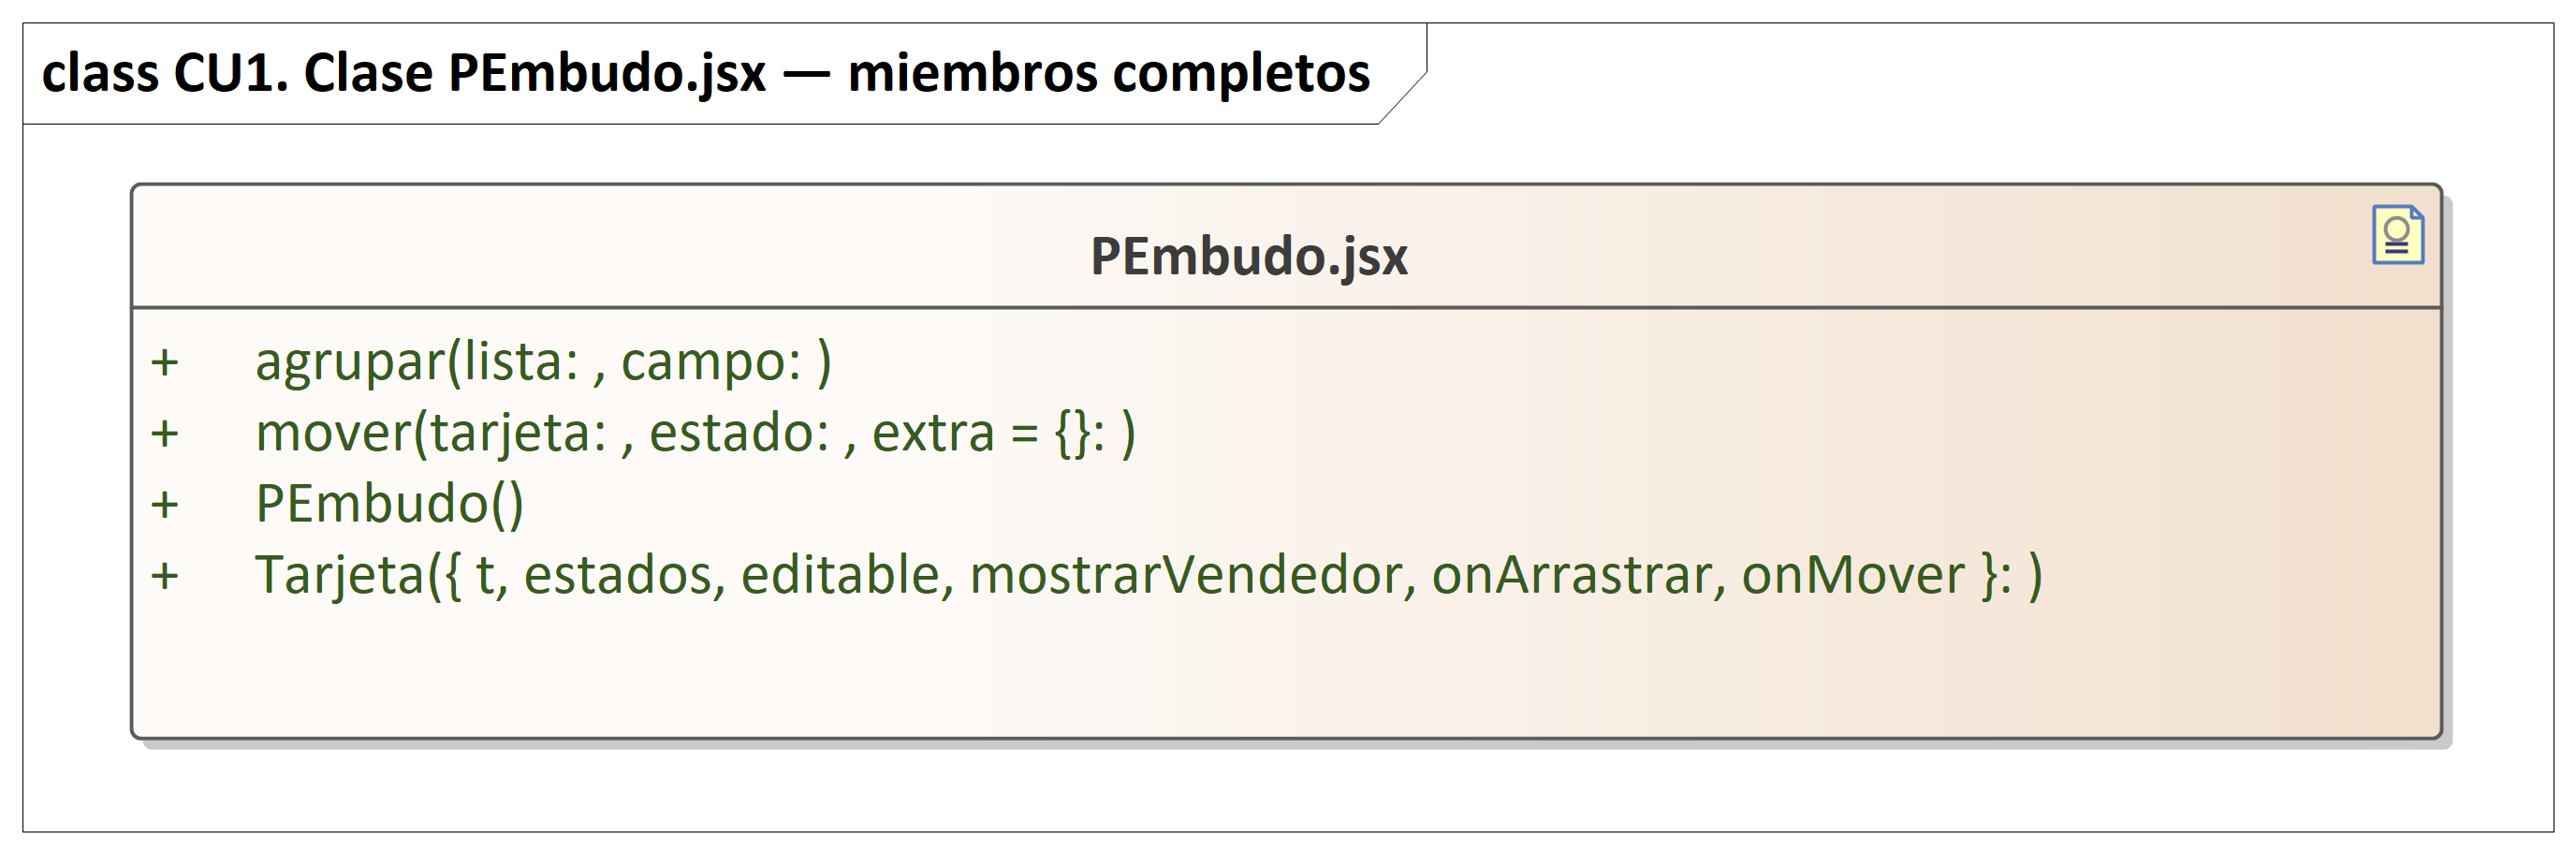 class CU1. Clase PEmbudo.jsx — miembros completos
PEmbudo.jsx
+ agrupar(lista: , campo: )
+ mover(tarjeta: , estado: , extra = {}: )
+ PEmbudo()
+ Tarjeta({ t, estados, editable, mostrarVendedor, onArrastrar, onMover }: )